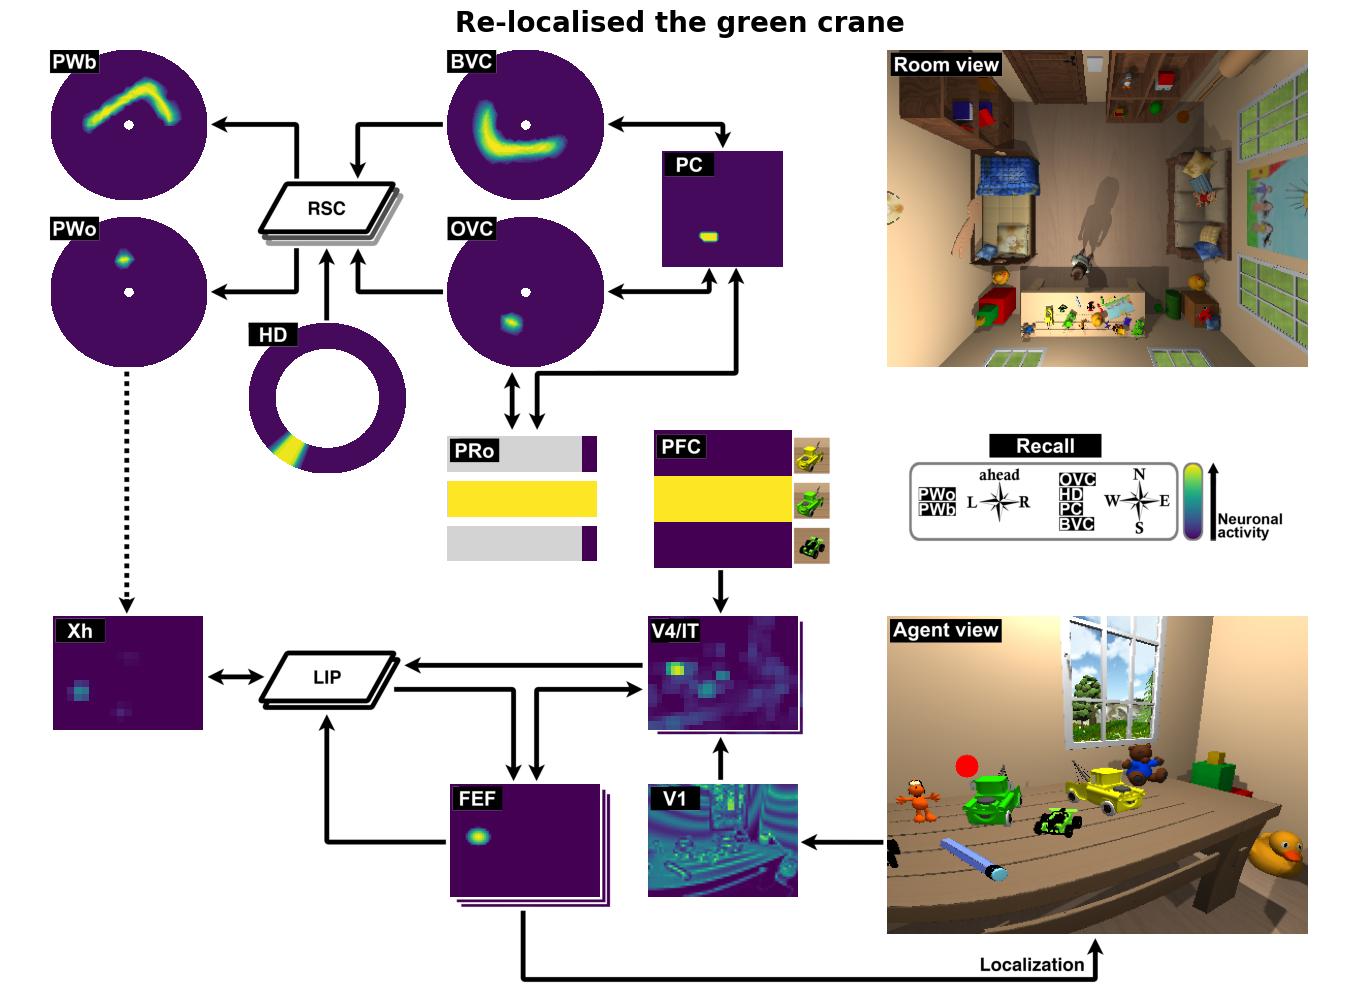 Re-localised the green crane
PWb
BVC
Room view
PC
RSC
PWo
OVC
HD
PRo
PFC
Recall
ahead
L
R
PWo
PWb
OVC
HD
PC
BVC
N
W
E
S
Neuronal
activity
Xh
LIP
V4/IT
Agent view
FEF
V1
Localization